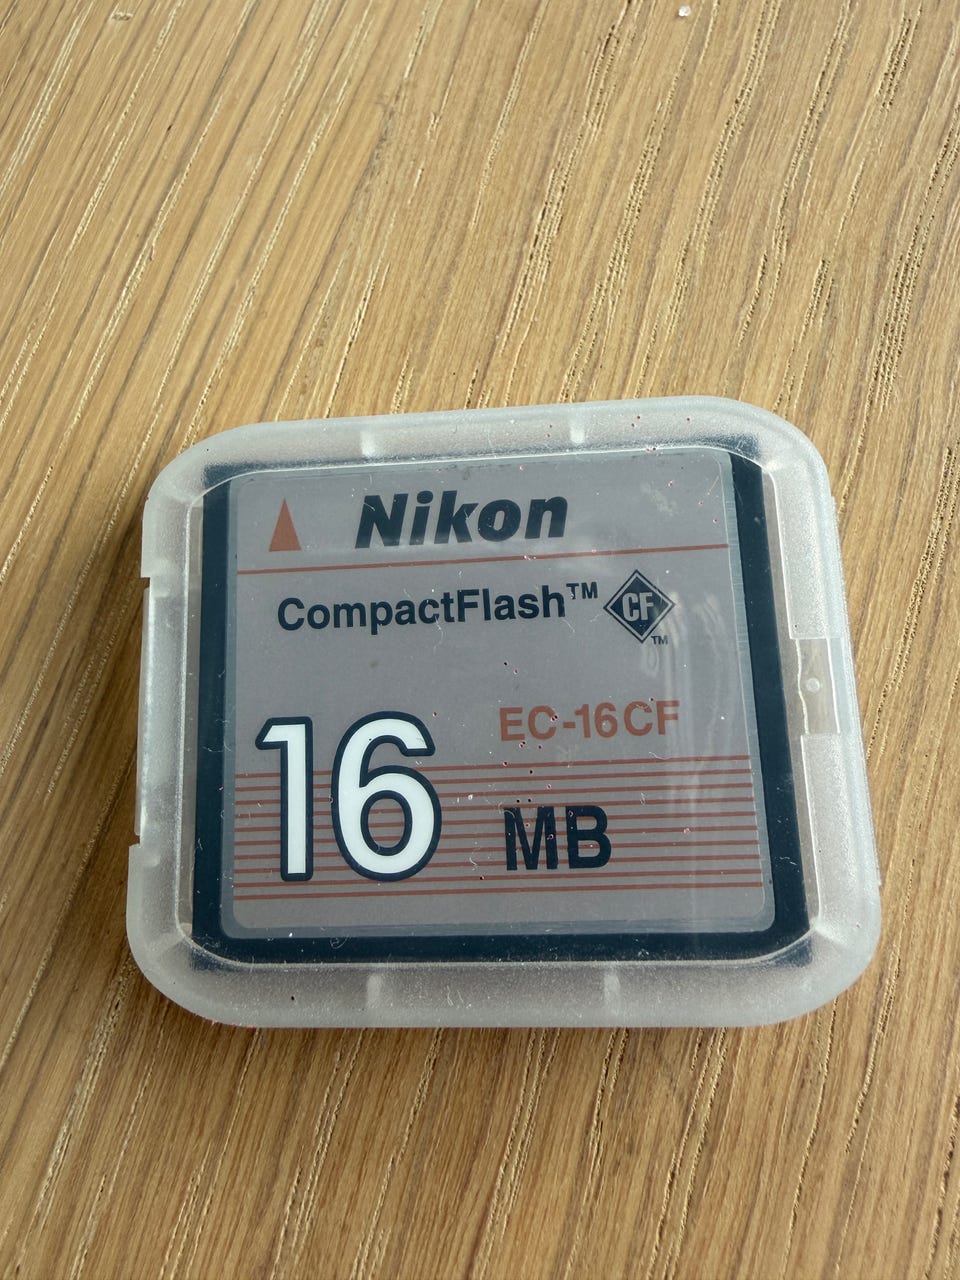 Nikon
CompactFlash™ CF™
EC-16CF
16 MB